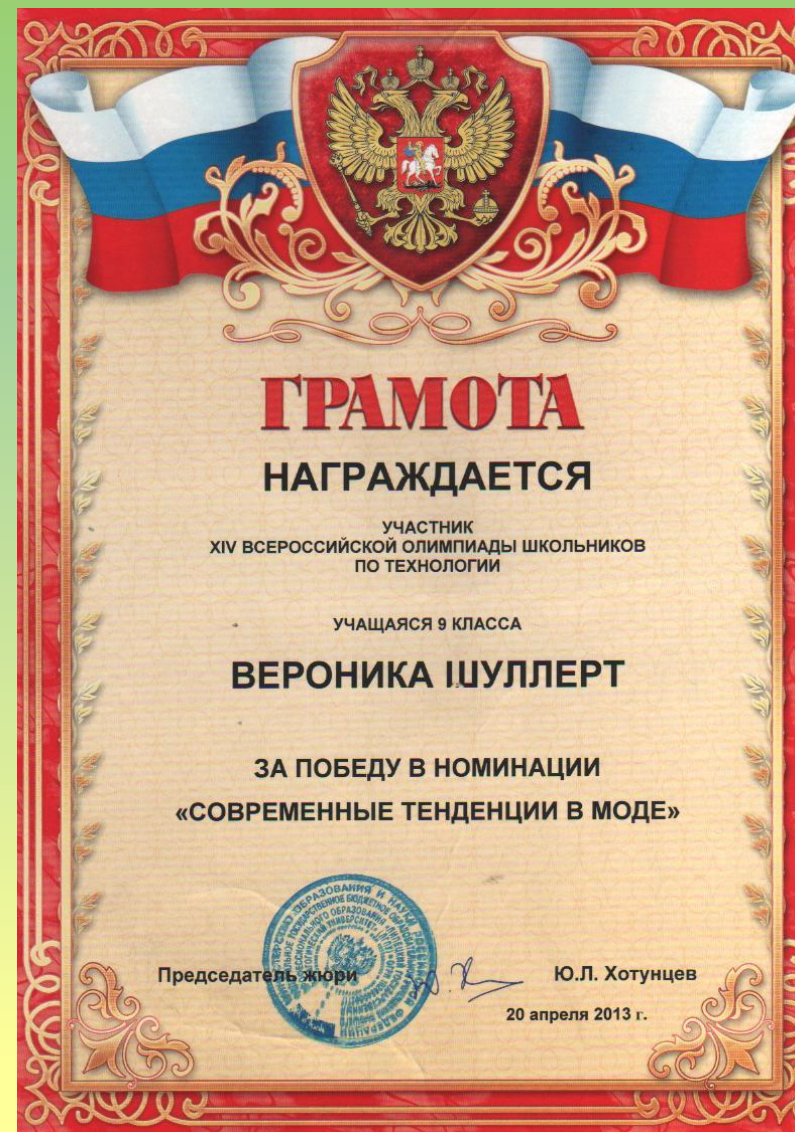 ГРАМОТА
НАГРАЖДАЕТСЯ
УЧАСТНИК
XIV ВСЕРОССИЙСКОЙ ОЛИМПИАДЫ ШКОЛЬНИКОВ
ПО ТЕХНОЛОГИИ
УЧАЩАЯСЯ 9 КЛАССА
ВЕРОНИКА ШУЛЛЕРТ
ЗА ПОБЕДУ В НОМИНАЦИИ
«СОВРЕМЕННЫЕ ТЕНДЕНЦИИ В МОДЕ»
Председатель жюри Ю.Л. Хотунцев
20 апреля 2013 г.